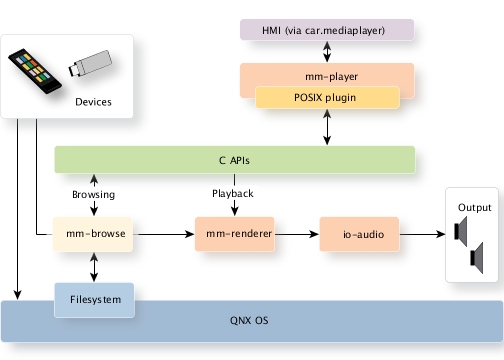 HMI (via car.mediaplayer)
mm-player
POSIX plugin
Devices
C APIs
Browsing
Playback
mm-browse
mm-renderer
io-audio
Output
Filesystem
QNX OS